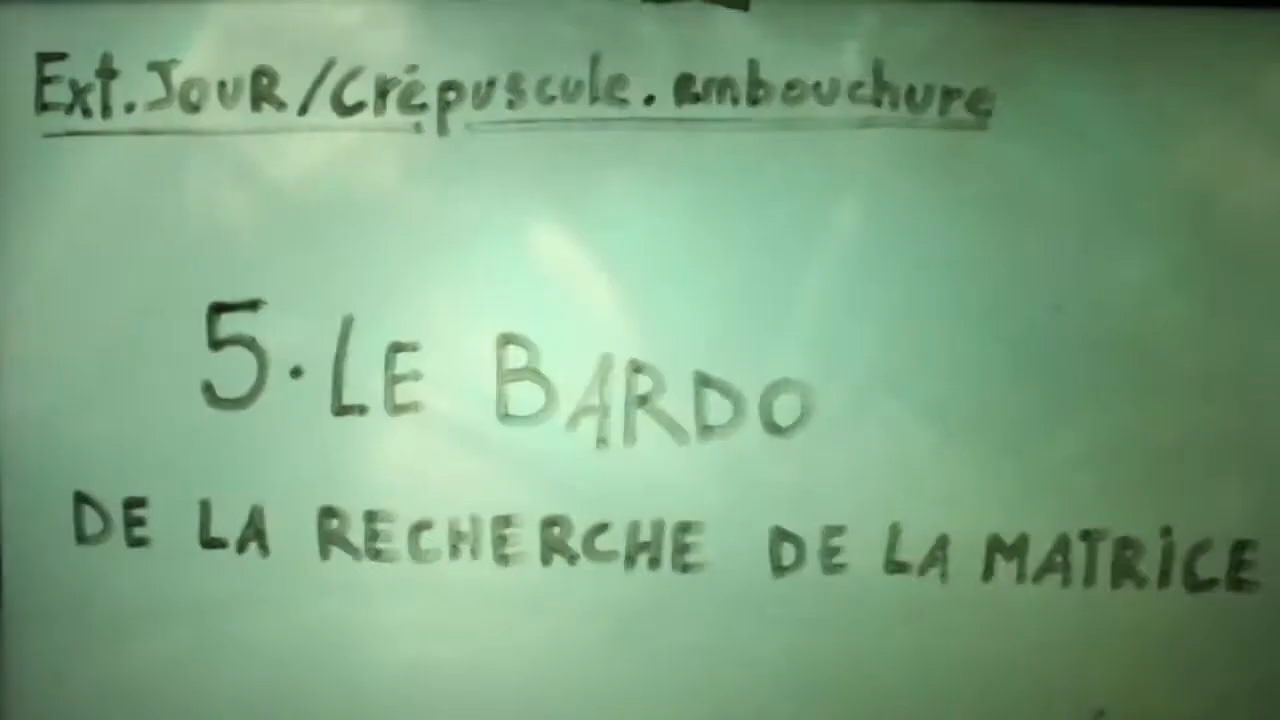 Ext. JOUR/Crépuscule. embouchure
5. LE BARDO
DE LA RECHERCHE DE LA MATRICE